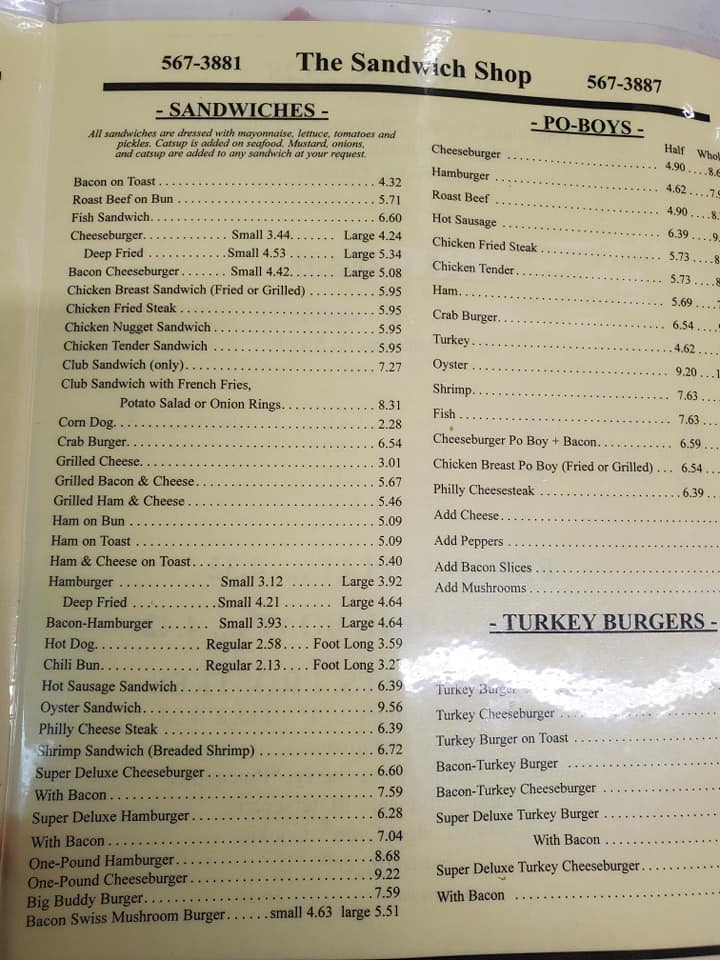 567-3881 The Sandwich Shop 567-3887
- SANDWICHES -
All sandwiches are dressed with mayonnaise, lettuce, tomatoes and
pickles. Catsup is added on seafood. Mustard, onions,
and catsup are added to any sandwich at your request.
Bacon on Toast 4.32
Roast Beef on Bun 5.71
Fish Sandwich 6.60
Cheeseburger Small 3.44 Large 4.24
Deep Fried Small 4.53 Large 5.34
Bacon Cheeseburger Small 4.42 Large 5.08
Chicken Breast Sandwich (Fried or Grilled) 5.95
Chicken Fried Steak 5.95
Chicken Nugget Sandwich 5.95
Chicken Tender Sandwich 5.95
Club Sandwich (only) 7.27
Club Sandwich with French Fries,
Potato Salad or Onion Rings 8.31
Corn Dog 2.28
Crab Burger 6.54
Grilled Cheese 3.01
Grilled Bacon & Cheese 5.67
Grilled Ham & Cheese 5.46
Ham on Bun 5.09
Ham on Toast 5.09
Ham & Cheese on Toast 5.40
Hamburger Small 3.12 Large 3.92
Deep Fried Small 4.21 Large 4.64
Bacon-Hamburger Small 3.93 Large 4.64
Hot Dog Regular 2.58 Foot Long 3.59
Chili Bun Regular 2.13 Foot Long
Hot Sausage Sandwich 6.39
Oyster Sandwich 9.56
Philly Cheese Steak 6.39
Shrimp Sandwich (Breaded Shrimp) 6.72
Super Deluxe Cheeseburger 6.60
With Bacon 7.59
Super Deluxe Hamburger 6.28
With Bacon 7.04
One-Pound Hamburger 8.68
One-Pound Cheeseburger 9.22
Big Buddy Burger 7.59
Bacon Swiss Mushroom Burger small 4.63 large 5.51
- PO-BOYS -
Half
Cheeseburger 4.90
Hamburger 4.62
Roast Beef 4.90
Hot Sausage 6.39
Chicken Fried Steak 5.73
Chicken Tender 5.73
Ham 5.69
Crab Burger 6.54
Turkey 4.62
Oyster 9.20
Shrimp 7.63
Fish 7.63
Cheeseburger Po Boy + Bacon 6.59
Chicken Breast Po Boy (Fried or Grilled) 6.54
Philly Cheesesteak 6.39
Add Cheese
Add Peppers
Add Bacon Slices
Add Mushrooms
- TURKEY BURGERS -
Turkey Burger
Turkey Cheeseburger
Turkey Burger on Toast
Bacon-Turkey Burger
Bacon-Turkey Cheeseburger
Super Deluxe Turkey Burger
With Bacon
Super Deluxe Turkey Cheeseburger
With Bacon